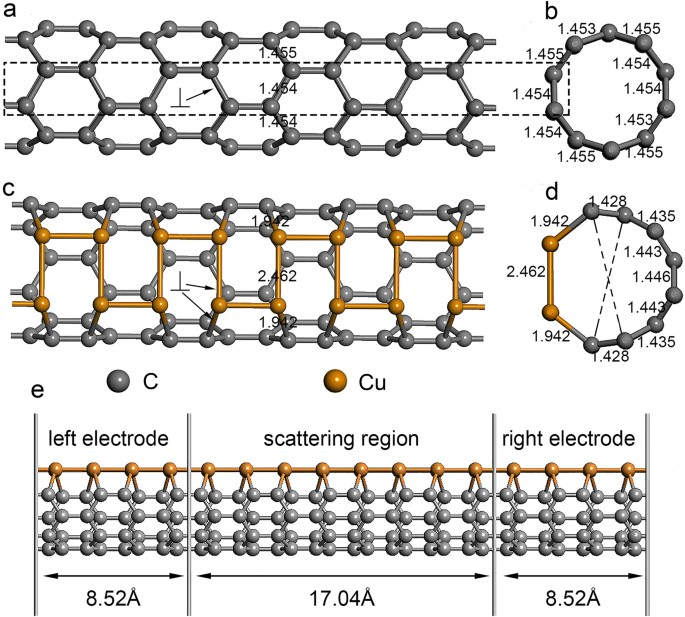 a
1.455
1.454
1.454
b
1.453
1.455
1.455
1.454
1.454
1.454
1.454
1.453
1.455
1.455
c
1.942
2.462
1.942
d
1.428
1.942
1.435
1.443
2.462
1.446
1.443
1.942
1.435
1.428
C
Cu
e
left electrode
scattering region
right electrode
8.52Å
17.04Å
8.52Å